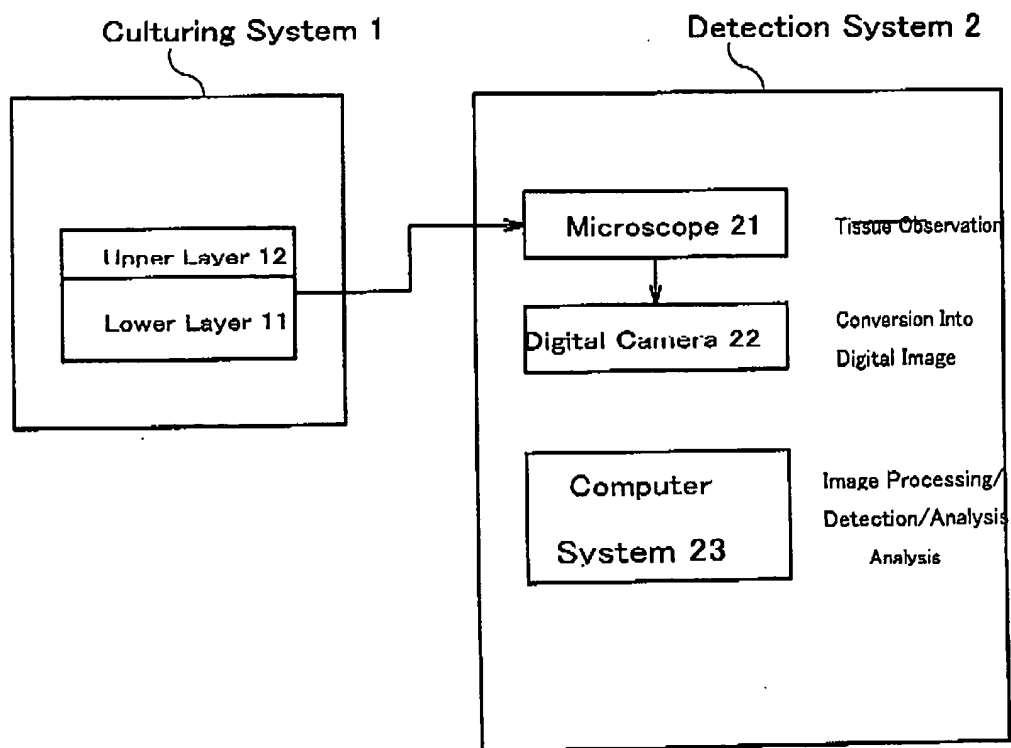 Culturing System 1
Detection System 2
Upper Layer 12
Lower Layer 11
Microscope 21
Tissue Observation
Digital Camera 22
Conversion Into
Digital Image
Computer
System 23
Image Processing/
Detection/Analysis
Analysis